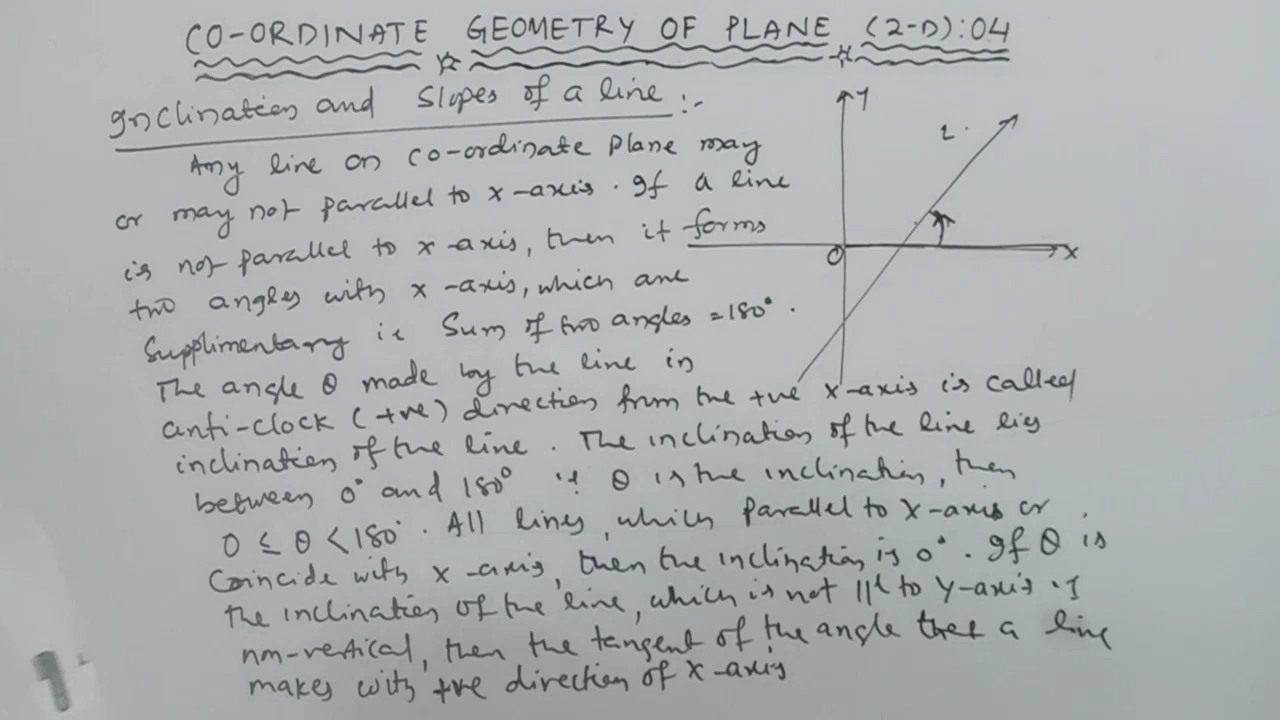 CO-ORDINATE GEOMETRY OF PLANE (2-D):04
Inclination and Slopes of a line :-
Any line on co-ordinate plane may
or may not parallel to x-axis. If a line
is not parallel to x-axis, then it forms
two angles with x-axis, which are
Supplimentary ie Sum of two angles =180°.
The angle θ made by the line in
anti-clock (+ve) direction from the +ve x-axis is called
inclination of the line. The inclination of the line lies
between 0° and 180° if θ is the inclination, then
0 ≤ θ < 180°. All lines, which parallel to x-axis or
Coincide with x-axis, then the inclination is 0°. If θ is
the inclination of the line, which is not ||l to Y-axis
non-vertical, then the tangent of the angle that a line
makes with +ve direction of x-axis
Y
L
O
X
1